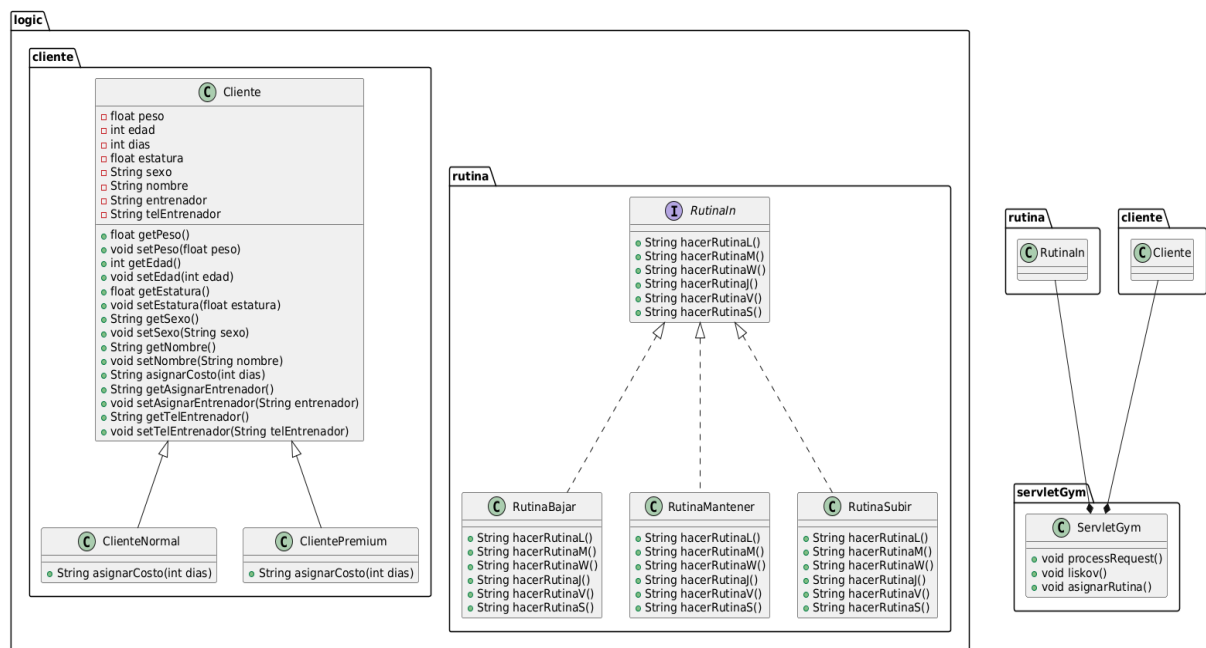 logic
cliente
C Cliente
float peso
int edad
int dias
float estatura
String sexo
String nombre
String entrenador
String telEntrenador
float getPeso()
void setPeso(float peso)
int getEdad()
void setEdad(int edad)
float getEstatura()
void setEstatura(float estatura)
String getSexo()
void setSexo(String sexo)
String getNombre()
void setNombre(String nombre)
String asignarCosto(int dias)
String getAsignarEntrenador()
void setAsignarEntrenador(String entrenador)
String getTelEntrenador()
void setTelEntrenador(String telEntrenador)
C ClienteNormal
String asignarCosto(int dias)
C ClientePremium
String asignarCosto(int dias)
rutina
I RutinaIn
String hacerRutinaL()
String hacerRutinaM()
String hacerRutinaW()
String hacerRutinaJ()
String hacerRutinaV()
String hacerRutinaS()
C RutinaBajar
String hacerRutinaL()
String hacerRutinaM()
String hacerRutinaW()
String hacerRutinaJ()
String hacerRutinaV()
String hacerRutinaS()
C RutinaMantener
String hacerRutinaL()
String hacerRutinaM()
String hacerRutinaW()
String hacerRutinaJ()
String hacerRutinaV()
String hacerRutinaS()
C RutinaSubir
String hacerRutinaL()
String hacerRutinaM()
String hacerRutinaW()
String hacerRutinaJ()
String hacerRutinaV()
String hacerRutinaS()
rutina
C RutinaIn
cliente
C Cliente
servletGym
C ServletGym
void processRequest()
void liskov()
void asignarRutina()